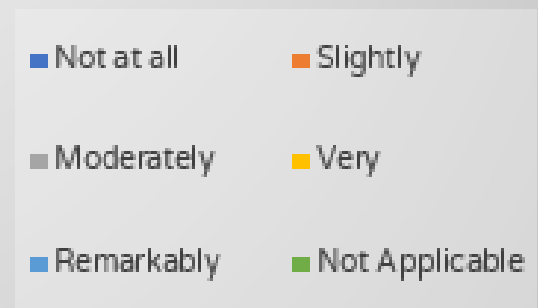 Not at all Slightly
Moderately Very
Remarkably Not Applicable